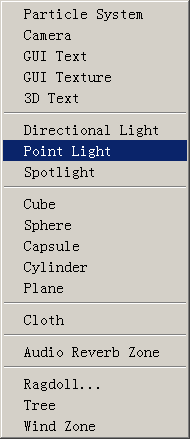 Particle System
Camera
GUI Text
GUI Texture
3D Text
Directional Light
Point Light
Spotlight
Cube
Sphere
Capsule
Cylinder
Plane
Cloth
Audio Reverb Zone
Ragdoll...
Tree
Wind Zone